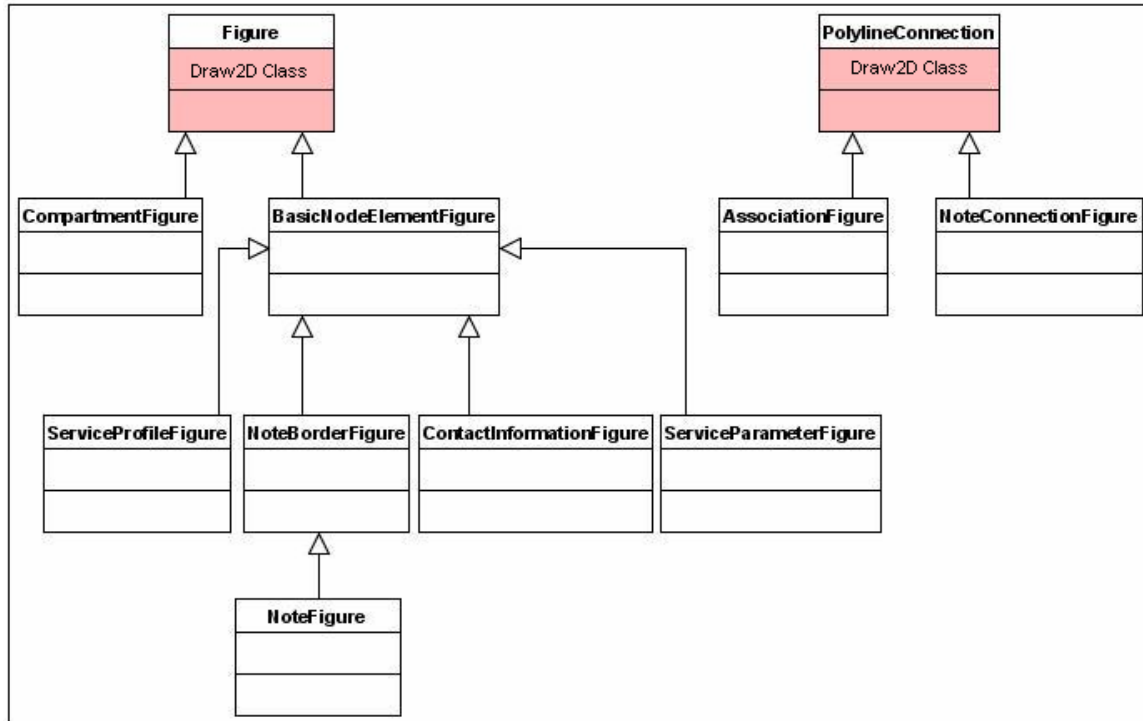 Figure
Draw2D Class
PolylineConnection
Draw2D Class
CompartmentFigure
BasicNodeElementFigure
AssociationFigure
NoteConnectionFigure
ServiceProfileFigure
NoteBorderFigure
ContactInformationFigure
ServiceParameterFigure
NoteFigure